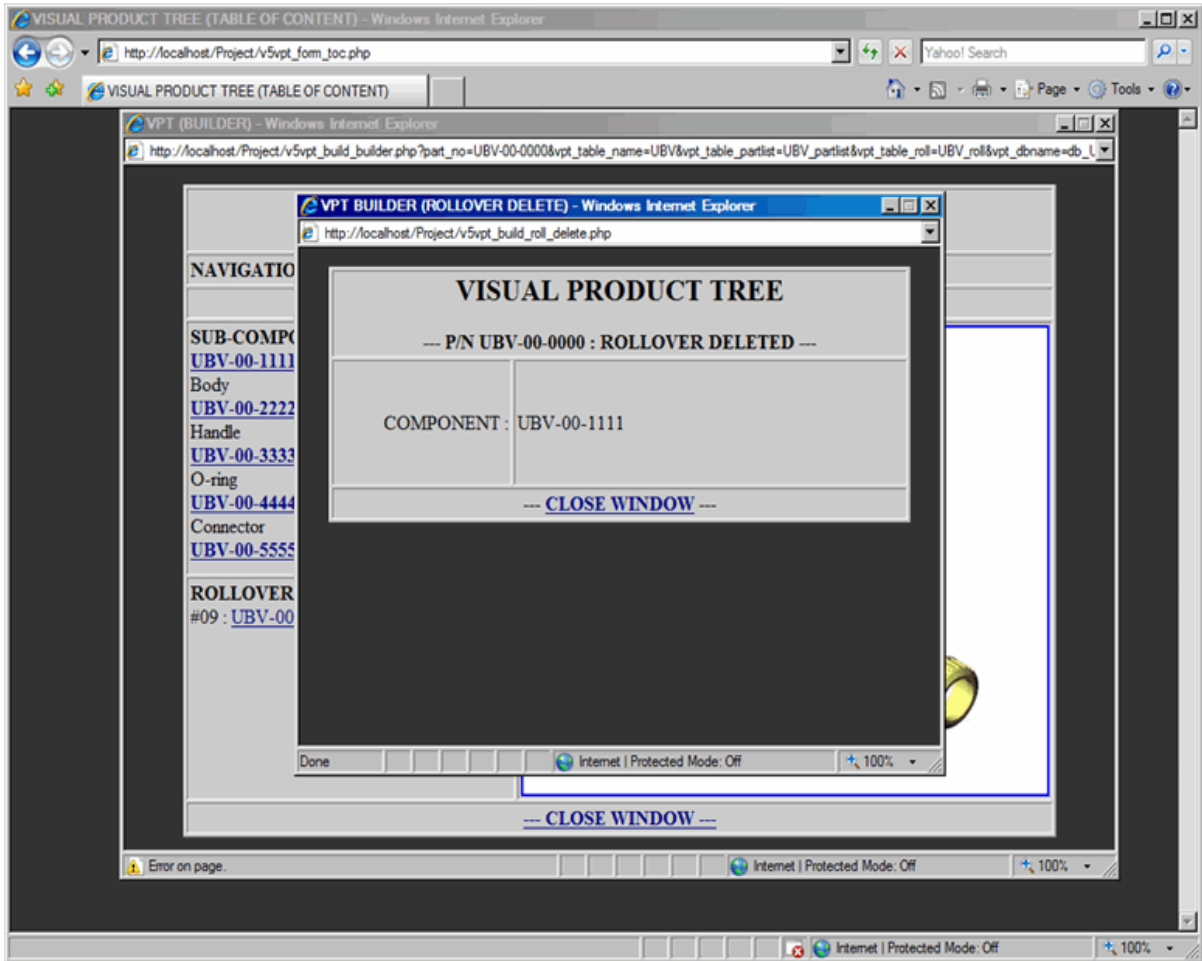 VISUAL PRODUCT TREE (TABLE OF CONTENT) - Windows Internet Explorer
http://localhost/Project/v5vpt_form_toc.php
Yahoo! Search
VISUAL PRODUCT TREE (TABLE OF CONTENT)
Page
Tools
VPT (BUILDER) - Windows Internet Explorer
http://localhost/Project/v5vpt_build_builder.php?part_no=UBV-00-0000&vpt_table_name=UBV&vpt_table_partlist=UBV_partlist&vpt_table_roll=UBV_roll&vpt_dbname=db_U
VPT BUILDER (ROLLOVER DELETE) - Windows Internet Explorer
http://localhost/Project/v5vpt_build_roll_delete.php
NAVIGATIO
SUB-COMPO
UBV-00-1111
Body
UBV-00-2222
Handle
UBV-00-3333
O-ring
UBV-00-4444
Connector
UBV-00-5555
ROLLOVER
#09 : UBV-00
VISUAL PRODUCT TREE
--- P/N UBV-00-0000 : ROLLOVER DELETED ---
COMPONENT : UBV-00-1111
--- CLOSE WINDOW ---
Done
Internet | Protected Mode: Off
100%
--- CLOSE WINDOW ---
Error on page.
Internet | Protected Mode: Off
100%
Internet | Protected Mode: Off
100%